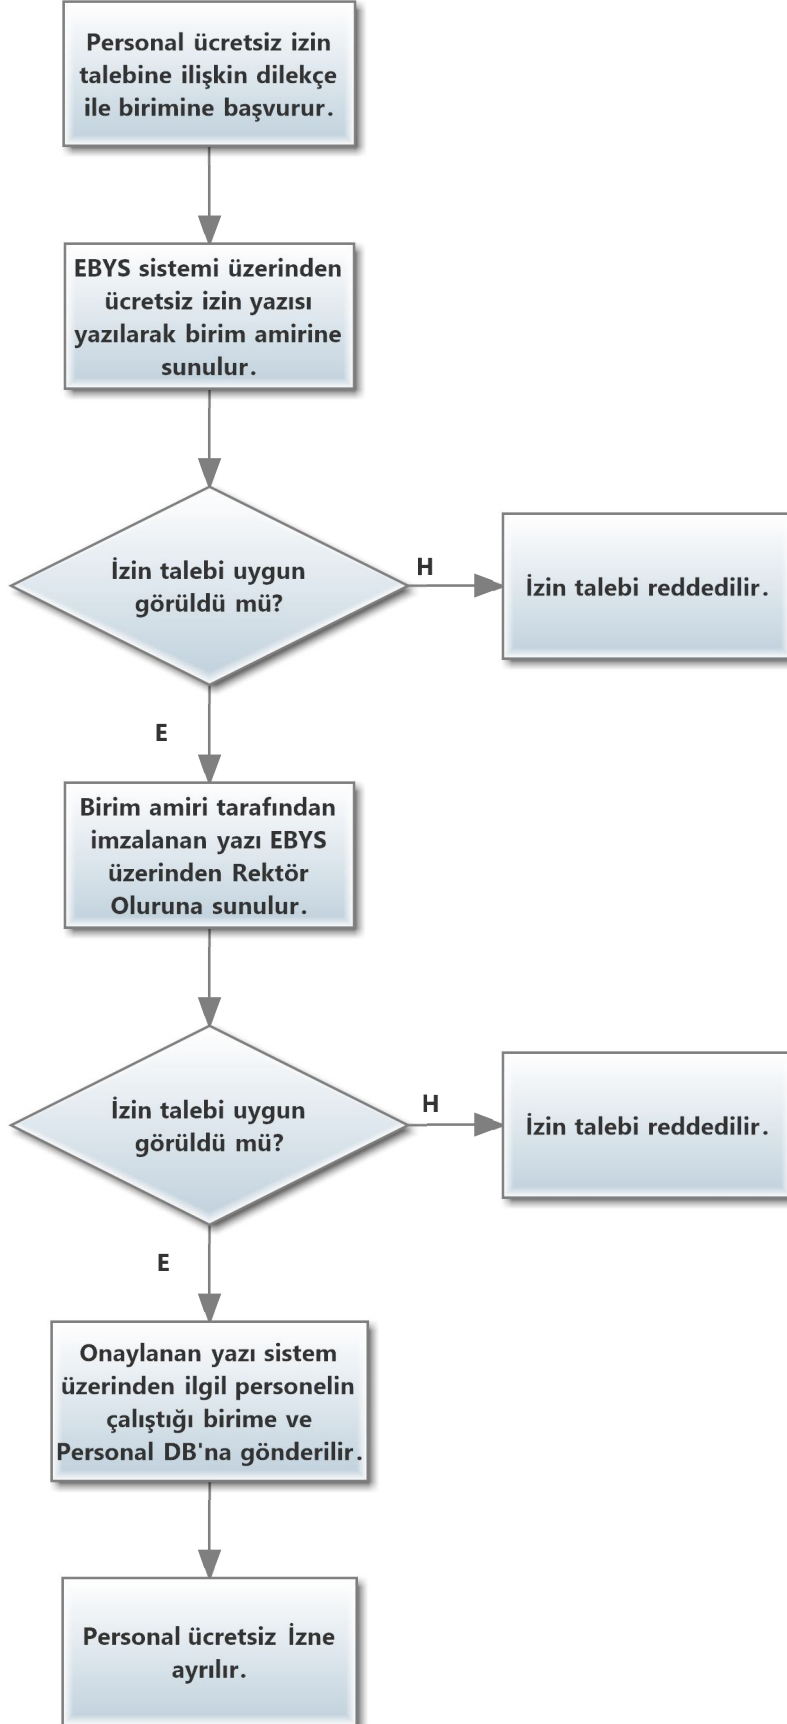 Personal ücretsiz izin
talebine ilişkin dilekçe
ile birimine başvurur.
EBYS sistemi üzerinden
ücretsiz izin yazısı
yazılarak birim amirine
sunulur.
İzin talebi uygun
görüldü mü?
H
İzin talebi reddedilir.
E
Birim amiri tarafından
imzalanan yazı EBYS
üzerinden Rektör
Oluruna sunulur.
İzin talebi uygun
görüldü mü?
H
İzin talebi reddedilir.
E
Onaylanan yazı sistem
üzerinden ilgil personelin
çalıştığı birime ve
Personal DB'na gönderilir.
Personal ücretsiz İzne
ayrılır.